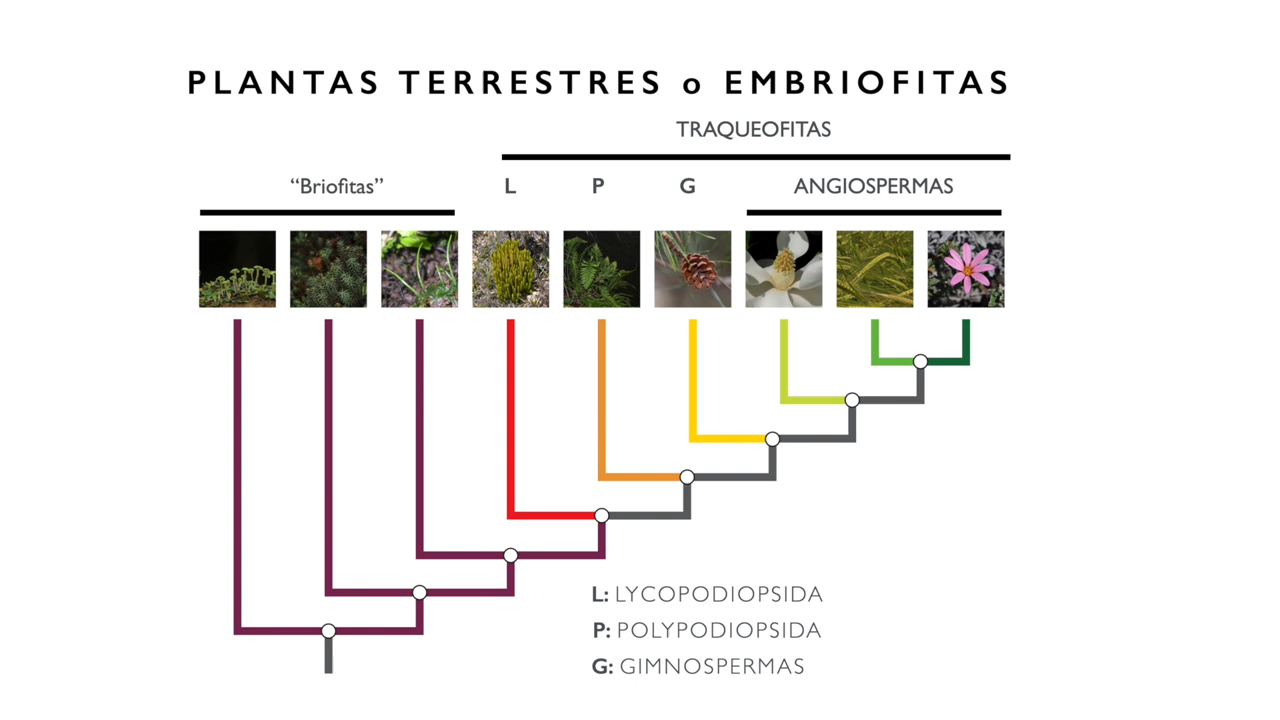 PLANTAS TERRESTRES o EMBRIOFITAS
TRAQUEOFITAS
“Briofitas” L P G ANGIOSPERMAS
L: LYCOPODIOPSIDA
P: POLYPODIOPSIDA
G: GIMNOSPERMAS